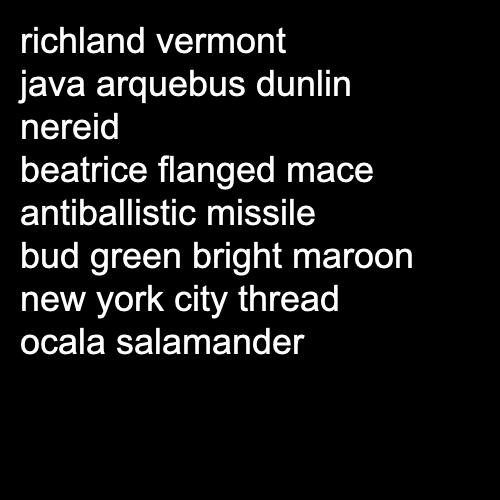 richland vermont
java arquebus dunlin
nereid
beatrice flanged mace
antiballistic missile
bud green bright maroon
new york city thread
ocala salamander